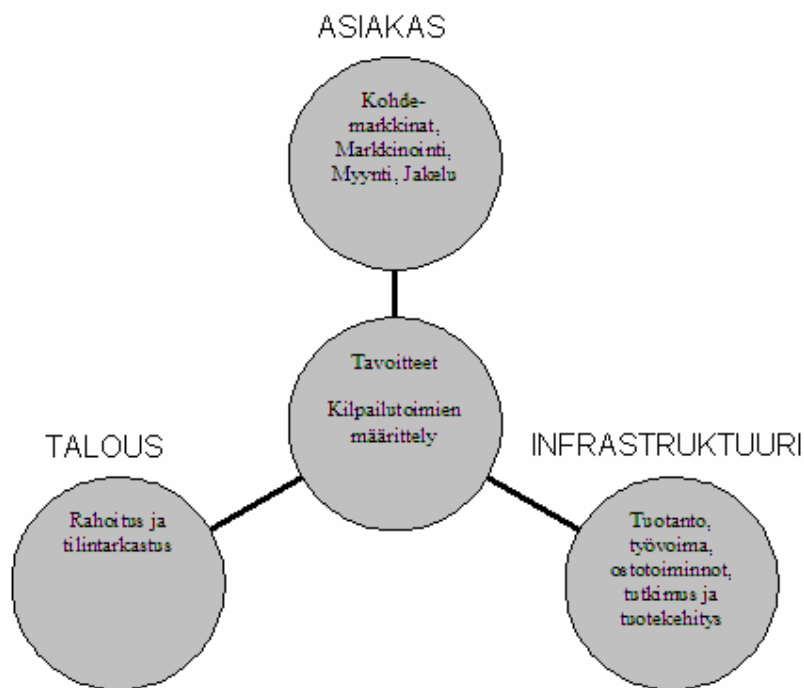 ASIAKAS
Kohde-
markkinat,
Markkinointi,
Myynti, Jakelu
Tavoitteet
Kilpailutoimien
määrittely
TALOUS
Rahoitus ja
tilintarkastus
INFRASTRUKTUURI
Tuotanto,
työvoima,
ostotoiminnot,
tutkimus ja
tuotekehitys